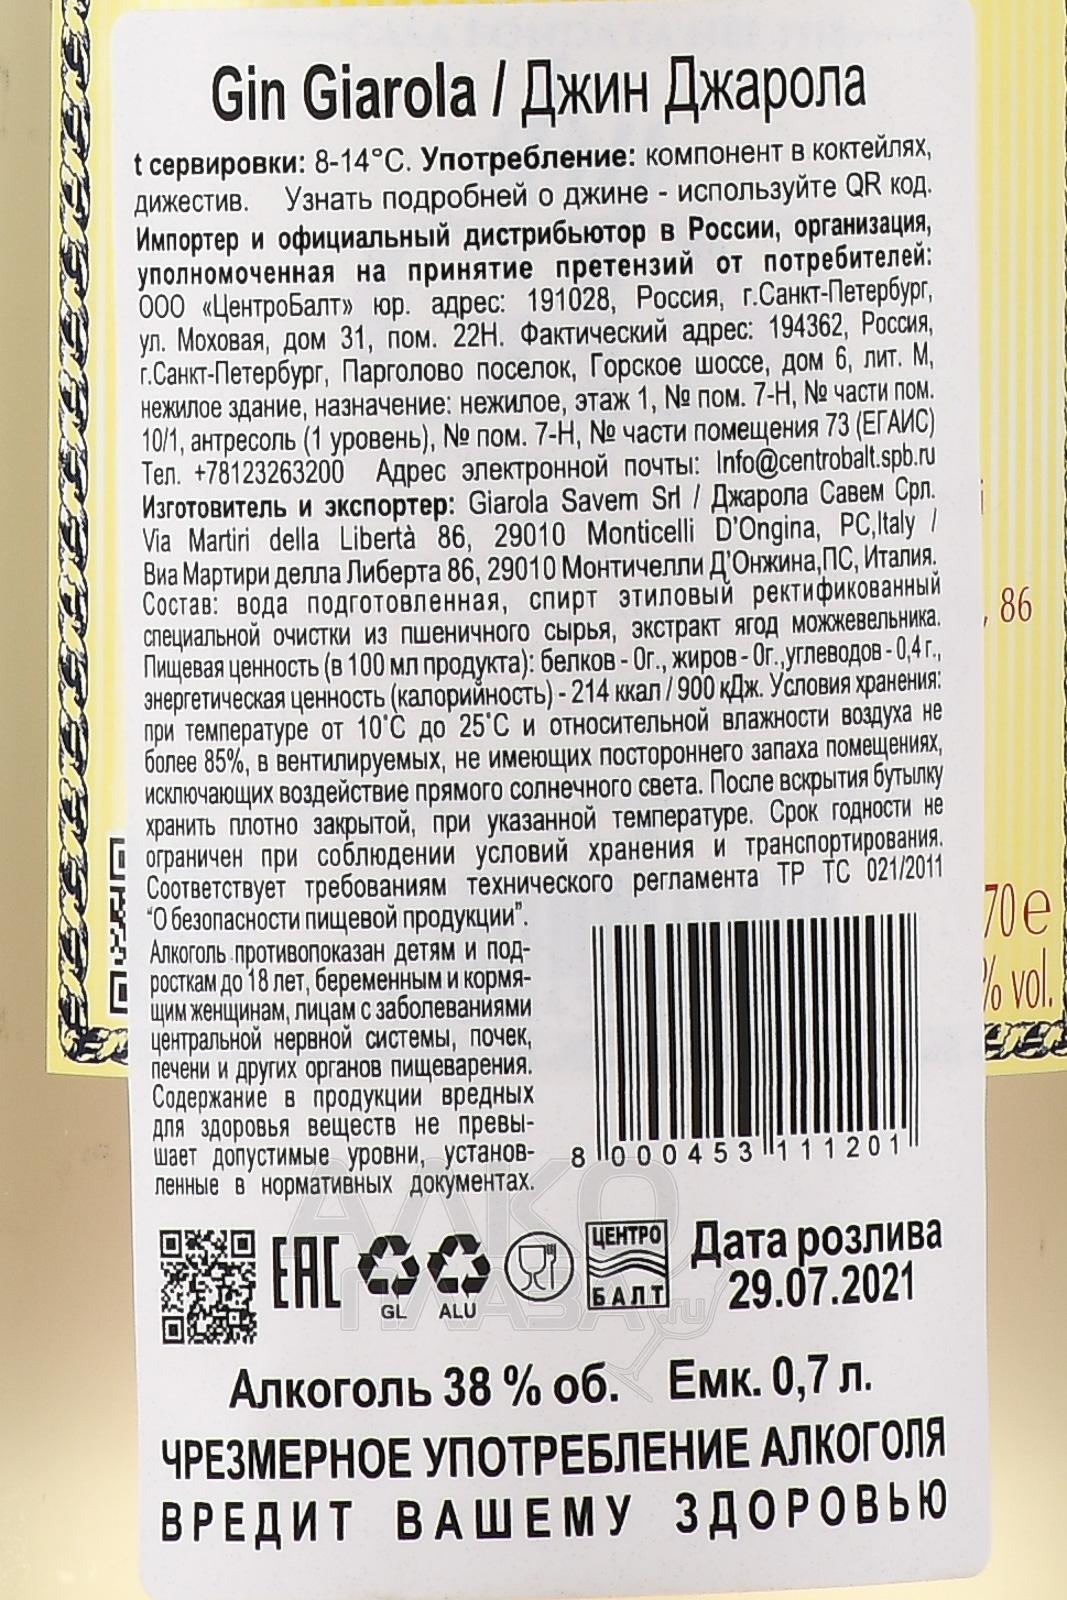 Gin Giarola / Джин Джарола
t сервировки: 8-14°C. Употребление: компонент в коктейлях,
дижестив. Узнать подробней о джине - используйте QR код.
Импортер и официальный дистрибьютор в России, организация,
уполномоченная на принятие претензий от потребителей:
ООО «ЦентроБалт» юр. адрес: 191028, Россия, г.Санкт-Петербург,
ул. Моховая, дом 31, пом. 22Н. Фактический адрес: 194362, Россия,
г.Санкт-Петербург, Парголово поселок, Горское шоссе, дом 6, лит. М,
нежилое здание, назначение: нежилое, этаж 1, № пом. 7-Н, № части пом.
10/1, антресоль (1 уровень), № пом. 7-Н, № части помещения 73 (ЕГАИС)
Тел. +78123263200 Адрес электронной почты: Info@centrobalt.spb.ru
Изготовитель и экспортер: Giarola Savem Srl / Джарола Савем Срл.
Via Martiri della Libertà 86, 29010 Monticelli D'Ongina, PC,Italy /
Виа Мартири делла Либерта 86, 29010 Монтичелли Д'Онжина,ПС, Италия.
Состав: вода подготовленная, спирт этиловый ректификованный
специальной очистки из пшеничного сырья, экстракт ягод можжевельника.
Пищевая ценность (в 100 мл продукта): белков - 0г., жиров - 0г.,углеводов - 0,4 г.,
энергетическая ценность (калорийность) - 214 ккал / 900 кДж. Условия хранения:
при температуре от 10°С до 25°С и относительной влажности воздуха не
более 85%, в вентилируемых, не имеющих постороннего запаха помещениях,
исключающих воздействие прямого солнечного света. После вскрытия бутылку
хранить плотно закрытой, при указанной температуре. Срок годности не
ограничен при соблюдении условий хранения и транспортирования.
Соответствует требованиям технического регламента ТР ТС 021/2011
"О безопасности пищевой продукции".
Алкоголь противопоказан детям и под-
росткам до 18 лет, беременным и кормя-
щим женщинам, лицам с заболеваниями
центральной нервной системы, почек,
печени и других органов пищеварения.
Содержание в продукции вредных
для здоровья веществ не превы-
шает допустимые уровни, установ-
ленные в нормативных документах.
8 000453 111201
EAC
GL
ALU
ЦЕНТРО
БАЛТ
Дата розлива
29.07.2021
Алкоголь 38 % об. Емк. 0,7 л.
ЧРЕЗМЕРНОЕ УПОТРЕБЛЕНИЕ АЛКОГОЛЯ
ВРЕДИТ ВАШЕМУ ЗДОРОВЬЮ
, 86
70 e
% vol.
АЛКО
ПЛАЗА.ru